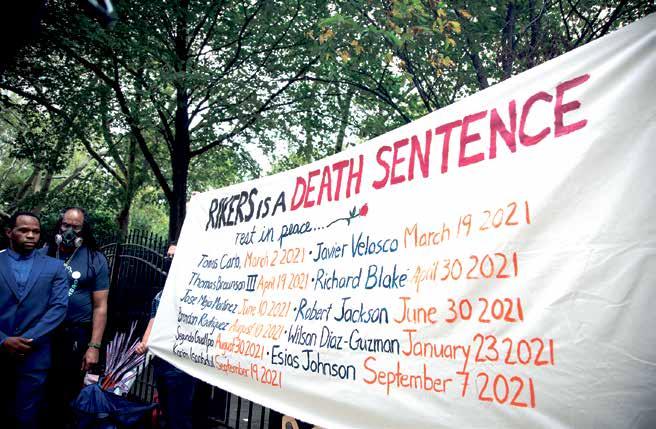 RIKERS IS A DEATH SENTENCE
rest in peace...
Tomas Carlo, March 2 2021 • Javier Velasco March 19 2021
Thomas Braunson III April 19 2021 • Richard Blake April 30 2021
Jose Mejia Martinez June 10 2021 • Robert Jackson June 30 2021
Brandon Rodriguez August 10 2021 • Wilson Diaz-Guzman January 23 2021
Segundo Guallpa August 30 2021 • Esias Johnson September 7 2021
Karim Isaabdul September 19, 2021